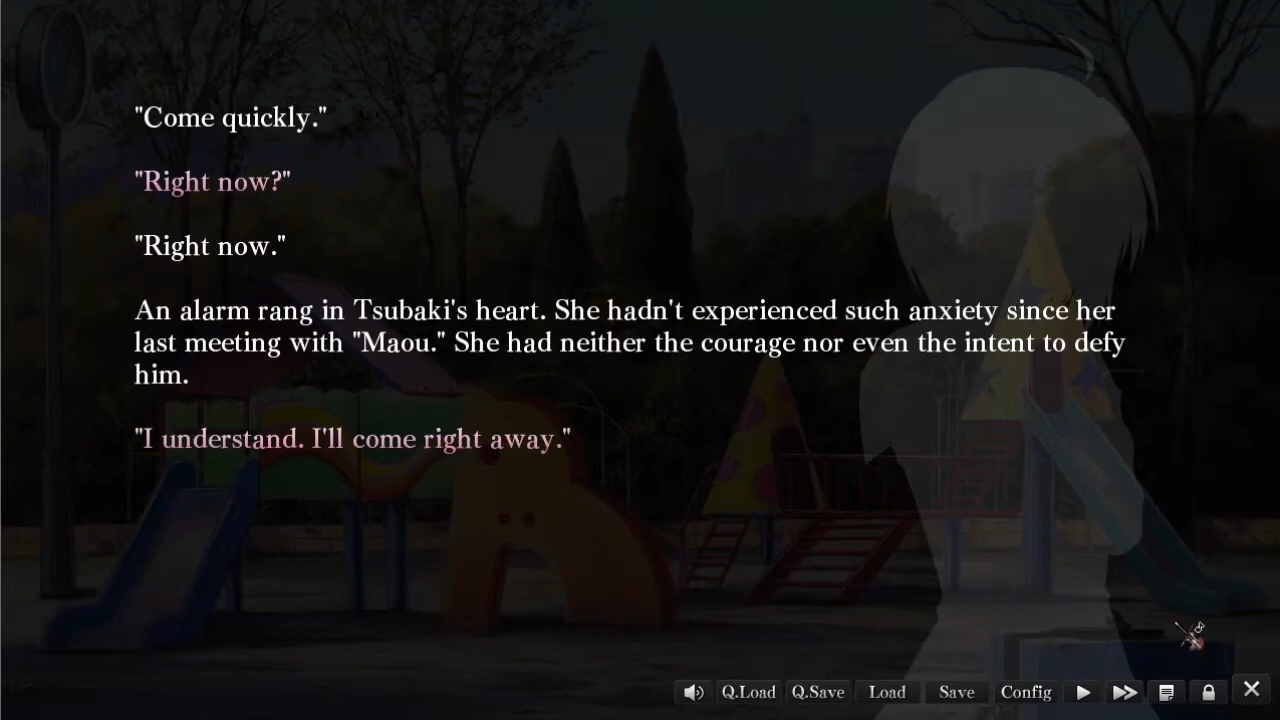 "Come quickly."
"Right now?"
"Right now."
An alarm rang in Tsubaki's heart. She hadn't experienced such anxiety since her
last meeting with "Maou." She had neither the courage nor even the intent to defy
him.
"I understand. I'll come right away."
Q.Load Q.Save Load Save Config